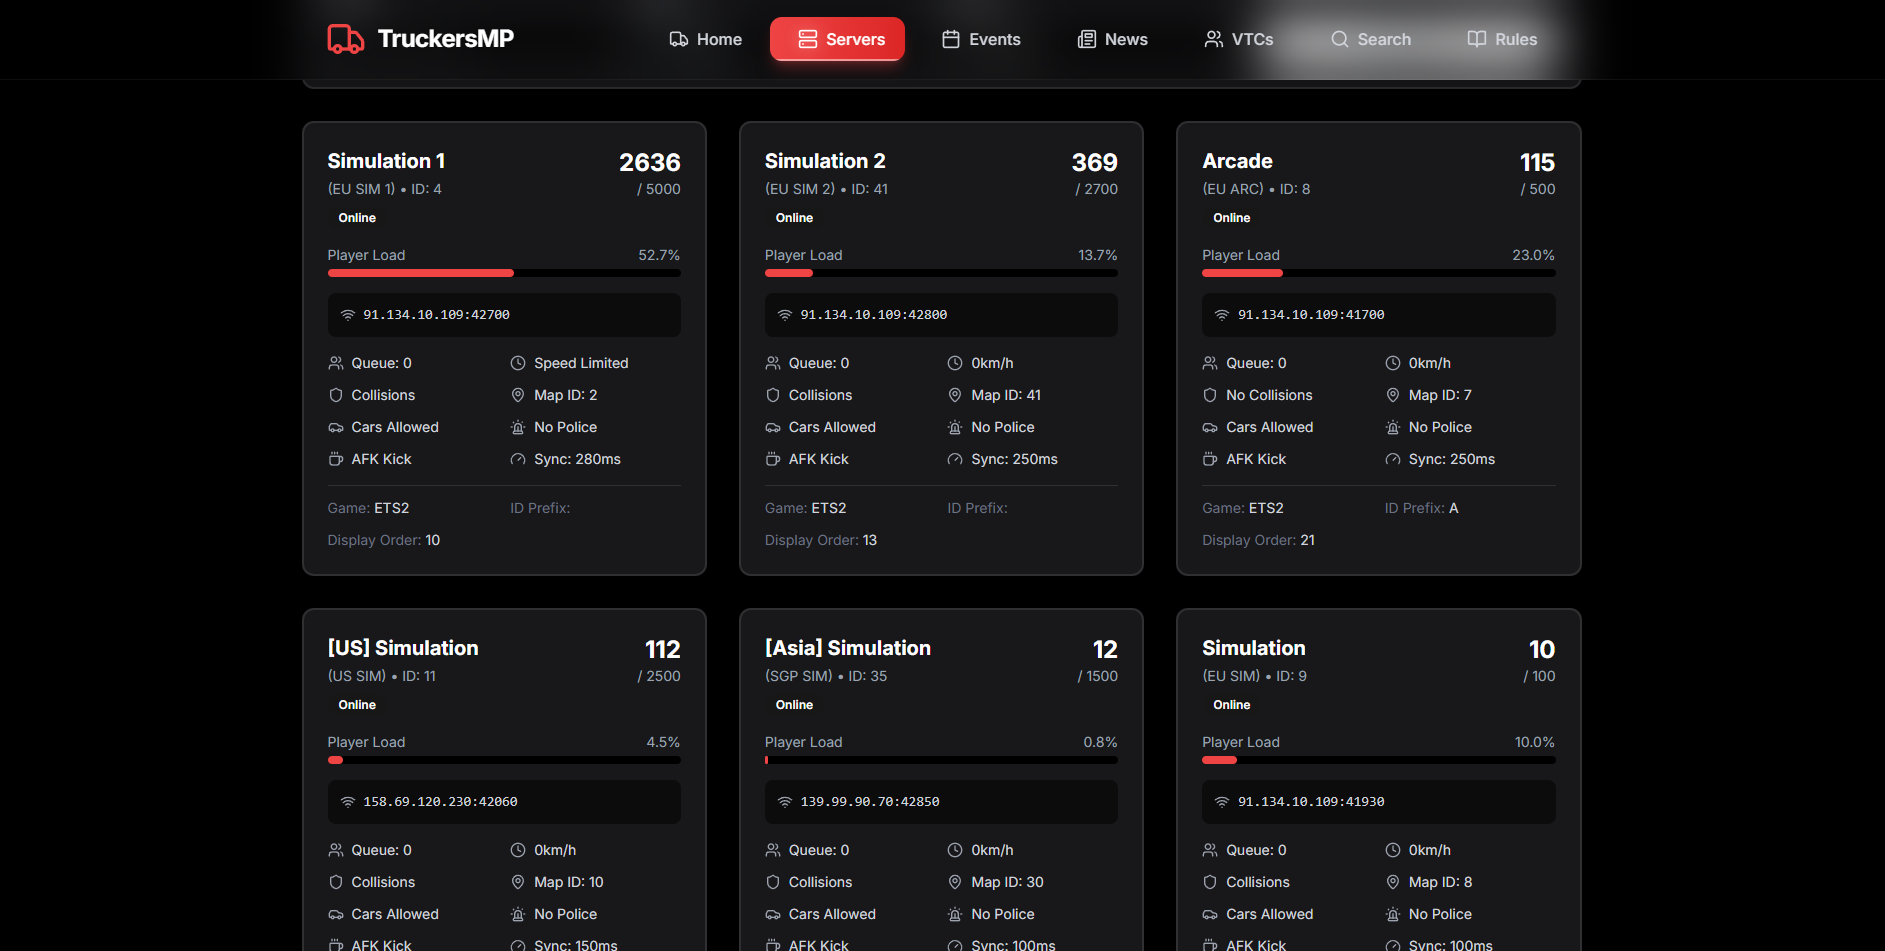 TruckersMP
Home
Servers
Events
News
VTCs
Search
Rules
Simulation 1
2636
(EU SIM 1) • ID: 4
/ 5000
Online
Player Load
52.7%
91.134.10.109:42700
Queue: 0
Speed Limited
Collisions
Map ID: 2
Cars Allowed
No Police
AFK Kick
Sync: 280ms
Game: ETS2
ID Prefix:
Display Order: 10
Simulation 2
369
(EU SIM 2) • ID: 41
/ 2700
Online
Player Load
13.7%
91.134.10.109:42800
Queue: 0
0km/h
Collisions
Map ID: 41
Cars Allowed
No Police
AFK Kick
Sync: 250ms
Game: ETS2
ID Prefix:
Display Order: 13
Arcade
115
(EU ARC) • ID: 8
/ 500
Online
Player Load
23.0%
91.134.10.109:41700
Queue: 0
0km/h
No Collisions
Map ID: 7
Cars Allowed
No Police
AFK Kick
Sync: 250ms
Game: ETS2
ID Prefix: A
Display Order: 21
[US] Simulation
112
(US SIM) • ID: 11
/ 2500
Online
Player Load
4.5%
158.69.120.230:42060
Queue: 0
0km/h
Collisions
Map ID: 10
Cars Allowed
No Police
AFK Kick
Sync: 150ms
[Asia] Simulation
12
(SGP SIM) • ID: 35
/ 1500
Online
Player Load
0.8%
139.99.90.70:42850
Queue: 0
0km/h
Collisions
Map ID: 30
Cars Allowed
No Police
AFK Kick
Sync: 100ms
Simulation
10
(EU SIM) • ID: 9
/ 100
Online
Player Load
10.0%
91.134.10.109:41930
Queue: 0
0km/h
Collisions
Map ID: 8
Cars Allowed
No Police
AFK Kick
Sync: 100ms